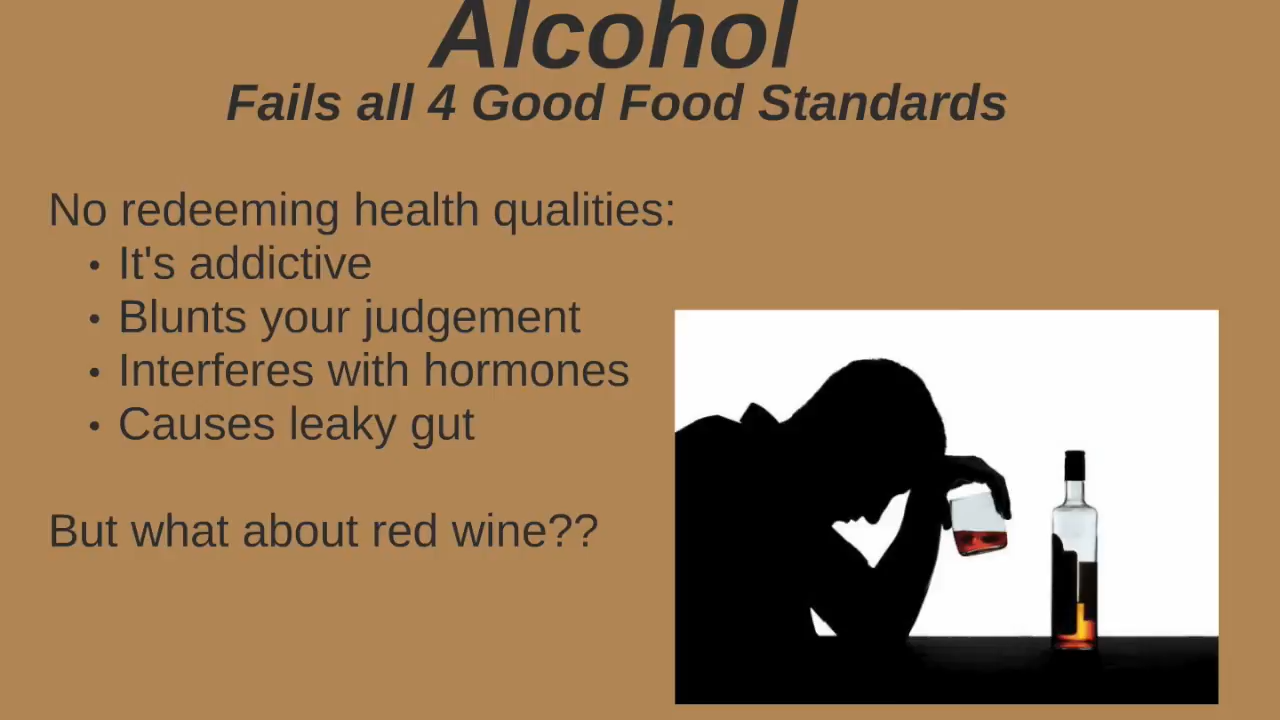 Alcohol
Fails all 4 Good Food Standards
No redeeming health qualities:
• It's addictive
• Blunts your judgement
• Interferes with hormones
• Causes leaky gut
But what about red wine??